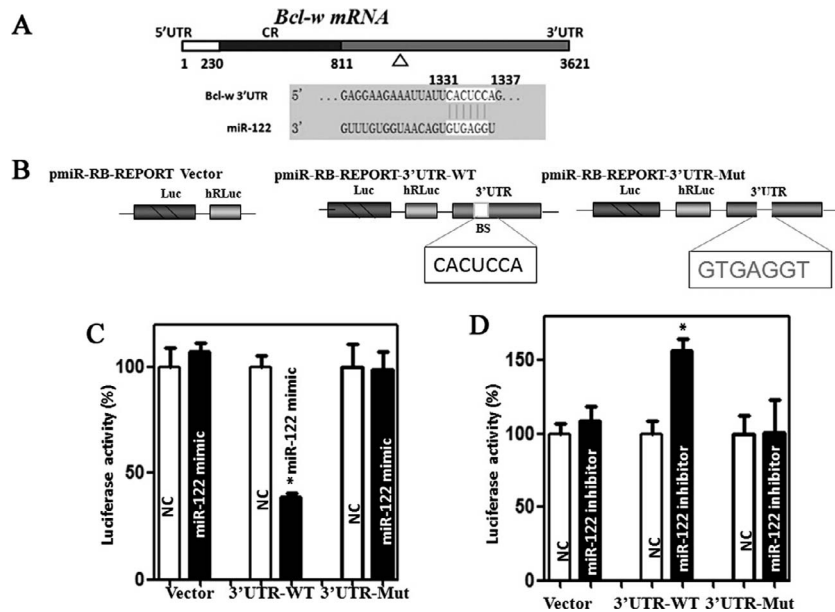 A
Bcl-w mRNA
5'UTR CR 3'UTR
1 230 811 3621
1331 1337
Bcl-w 3'UTR 5' ...GAGGAAGAAAUUAUUCACUCCAG...
miR-122 3' GUUUGUGGUAACAGUGUGAGGU
B
pmiR-RB-REPORT Vector
Luc hRLuc
pmiR-RB-REPORT-3'UTR-WT
Luc hRLuc 3'UTR
BS
CACUCCA
pmiR-RB-REPORT-3'UTR-Mut
Luc hRLuc 3'UTR
GTGAGGT
C
Luciferase activity (%)
100
50
0
NC
miR-122 mimic
NC
* miR-122 mimic
NC
miR-122 mimic
Vector 3'UTR-WT 3'UTR-Mut
D
Luciferase activity (%)
150
100
50
0
NC
miR-122 inhibitor
NC
*
miR-122 inhibitor
NC
miR-122 inhibitor
Vector 3'UTR-WT 3'UTR-Mut